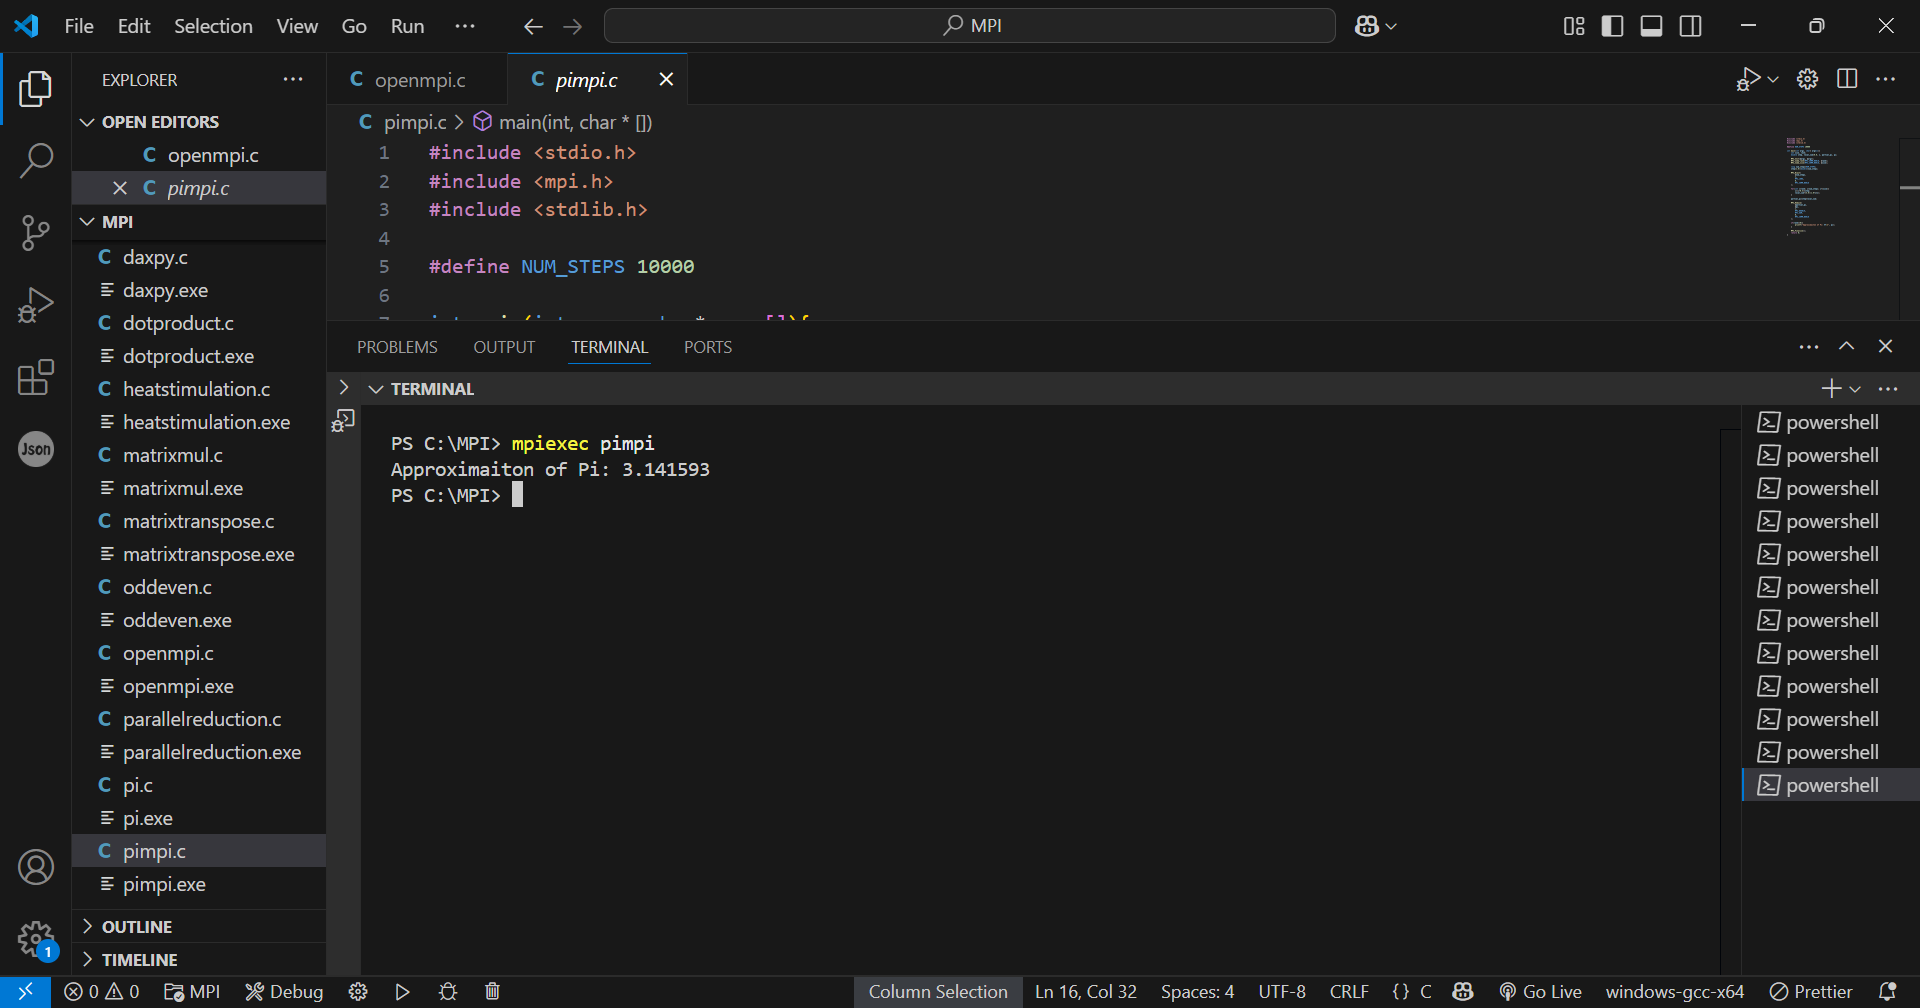 File Edit Selection View Go Run ···
MPI
EXPLORER
OPEN EDITORS
openmpi.c
pimpi.c
MPI
daxpy.c
daxpy.exe
dotproduct.c
dotproduct.exe
heatstimulation.c
heatstimulation.exe
matrixmul.c
matrixmul.exe
matrixtranspose.c
matrixtranspose.exe
oddeven.c
oddeven.exe
openmpi.c
openmpi.exe
parallelreduction.c
parallelreduction.exe
pi.c
pi.exe
pimpi.c
pimpi.exe
OUTLINE
TIMELINE
Json
1
openmpi.c pimpi.c
pimpi.c > main(int, char * [])
1 #include <stdio.h>
2 #include <mpi.h>
3 #include <stdlib.h>
4
5 #define NUM_STEPS 10000
6
PROBLEMS OUTPUT TERMINAL PORTS
TERMINAL
PS C:\MPI> mpiexec pimpi
Approximaiton of Pi: 3.141593
PS C:\MPI>
powershell
powershell
powershell
powershell
powershell
powershell
powershell
powershell
powershell
powershell
powershell
powershell
0 0 MPI Debug Column Selection Ln 16, Col 32 Spaces: 4 UTF-8 CRLF {} C Go Live windows-gcc-x64 Prettier